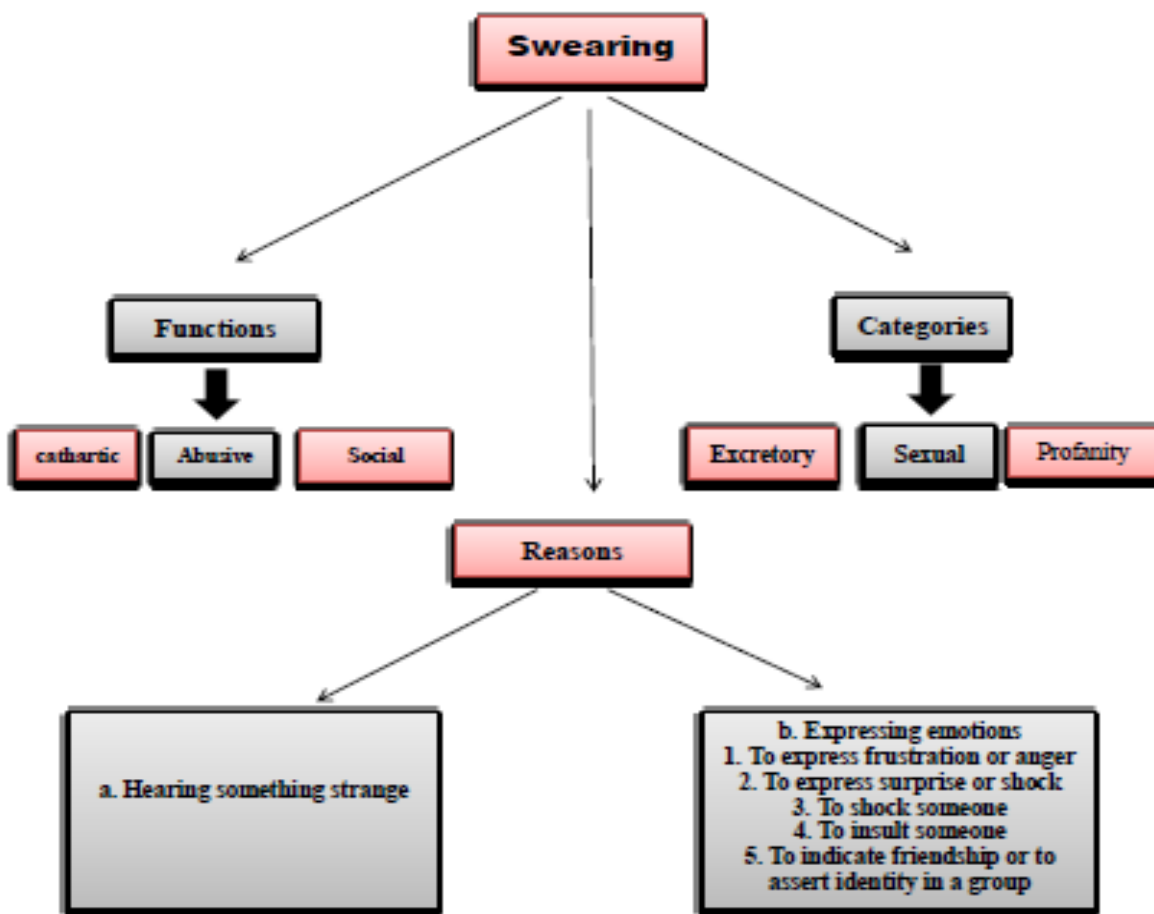 Swearing
Functions
Categories
cathartic
Abusive
Social
Excretory
Sexual
Profanity
Reasons
a. Hearing something strange
b. Expressing emotions
1. To express frustration or anger
2. To express surprise or shock
3. To shock someone
4. To insult someone
5. To indicate friendship or to
assert identity in a group